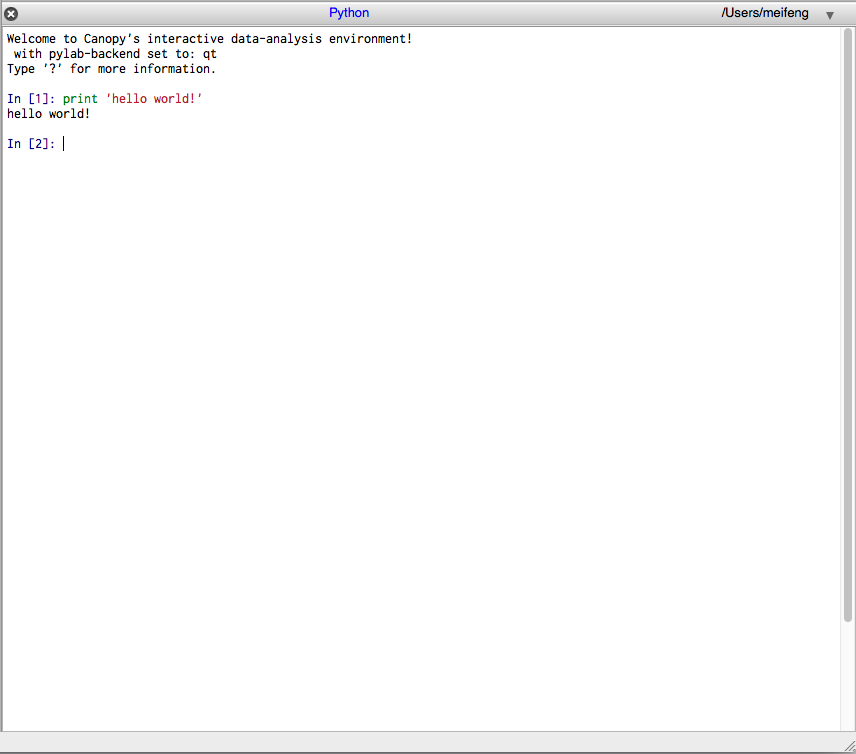 Python /Users/meifeng
Welcome to Canopy's interactive data-analysis environment!
 with pylab-backend set to: qt
Type '?' for more information.
In [1]: print 'hello world!'
hello world!
In [2]: